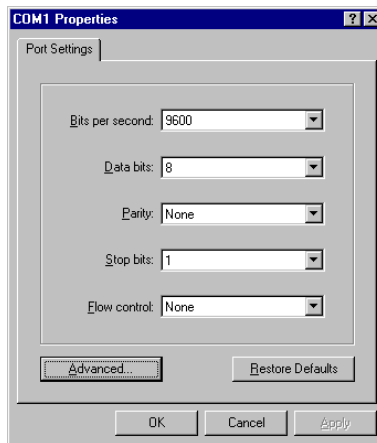 COM1 Properties
Port Settings
Bits per second: 9600
Data bits: 8
Parity: None
Stop bits: 1
Flow control: None
Advanced... Restore Defaults
OK Cancel Apply